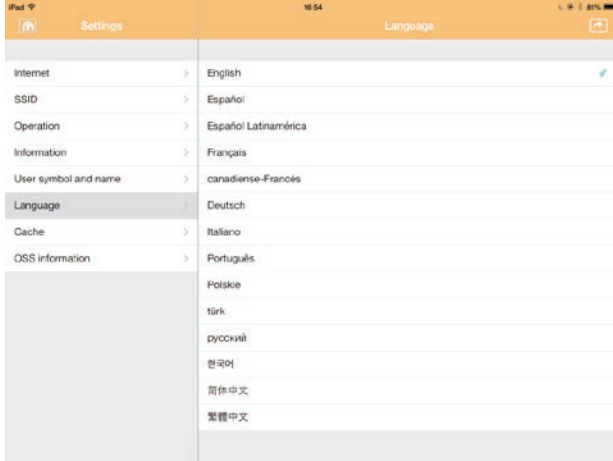 iPad
16:54
81%
Settings
Language
Internet
SSID
Operation
Information
User symbol and name
Language
Cache
OSS information
English
Español
Español Latinamérica
Français
canadiense-Francés
Deutsch
Italiano
Português
Polskie
türk
русский
한국어
简体中文
繁體中文